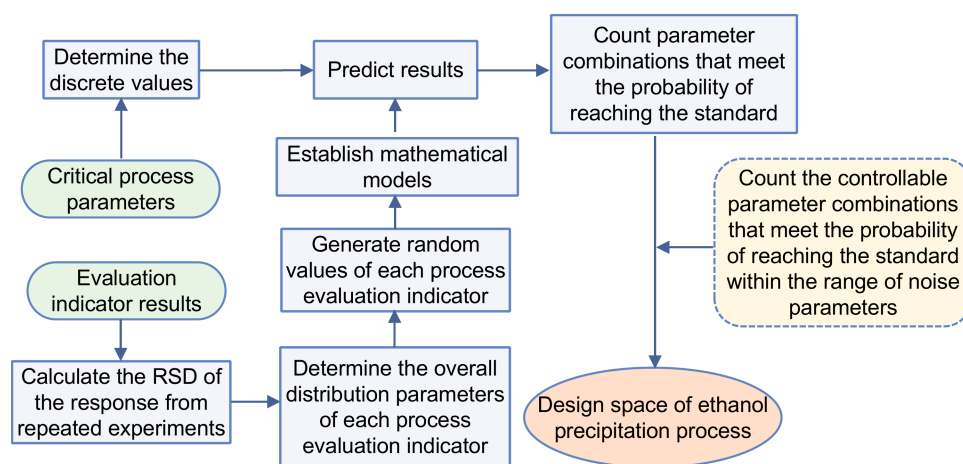 Determine the
discrete values
Predict results
Count parameter
combinations that meet
the probability of
reaching the standard
Critical process
parameters
Establish mathematical
models
Count the controllable
parameter combinations
that meet the probability
of reaching the standard
within the range of noise
parameters
Generate random
values of each process
evaluation indicator
Evaluation
indicator results
Calculate the RSD of
the response from
repeated experiments
Determine the overall
distribution parameters
of each process
evaluation indicator
Design space of ethanol
precipitation process